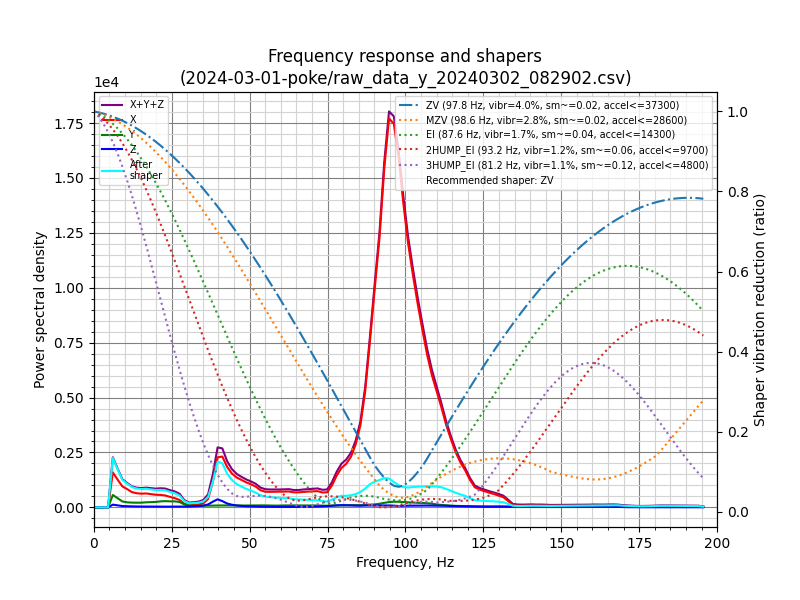 Frequency response and shapers
(2024-03-01-poke/raw_data_y_20240302_082902.csv)
1e4
X+Y+Z
X
Y
Z
After
shaper
ZV (97.8 Hz, vibr=4.0%, sm~=0.02, accel<=37300)
MZV (98.6 Hz, vibr=2.8%, sm~=0.02, accel<=28600)
EI (87.6 Hz, vibr=1.7%, sm~=0.04, accel<=14300)
2HUMP_EI (93.2 Hz, vibr=1.2%, sm~=0.06, accel<=9700)
3HUMP_EI (81.2 Hz, vibr=1.1%, sm~=0.12, accel<=4800)
Recommended shaper: ZV
Power spectral density
1.75
1.50
1.25
1.00
0.75
0.50
0.25
0.00
1.0
0.8
0.6
0.4
0.2
0.0
Shaper vibration reduction (ratio)
0 25 50 75 100 125 150 175 200
Frequency, Hz